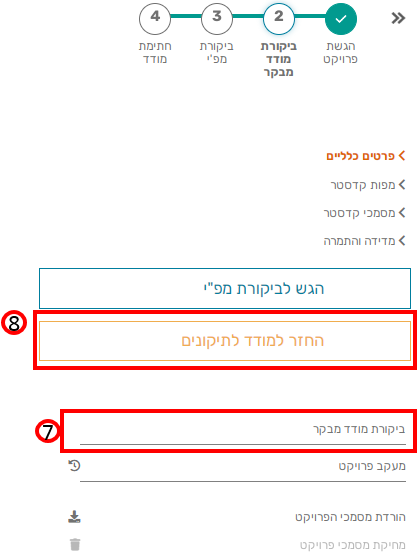 2
3
4
הגשת פרויקט
ביקורת מודד מבקר
ביקורת מפ'י
חתימת מודד
פרטים כלליים
מפות קדסטר
מסמכי קדסטר
מדידה והתמרה
הגש לביקורת מפ"י
8
החזר למודד לתיקונים
7
ביקורת מודד מבקר
מעקב פרויקט
הורדת מסמכי הפרויקט
מחיקת מסמכי פרויקט